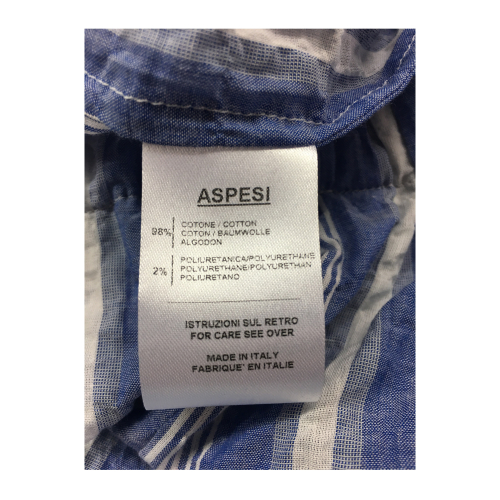 ASPESI
98% COTONE / COTTON
COTON / BAUMWOLLE
ALGODON
POLIURETANICA/POLYURETHANE
2% POLYURETHANE/POLYURETHAN
POLIURETANO
ISTRUZIONI SUL RETRO
FOR CARE SEE OVER
MADE IN ITALY
FABRIQUE' EN ITALIE